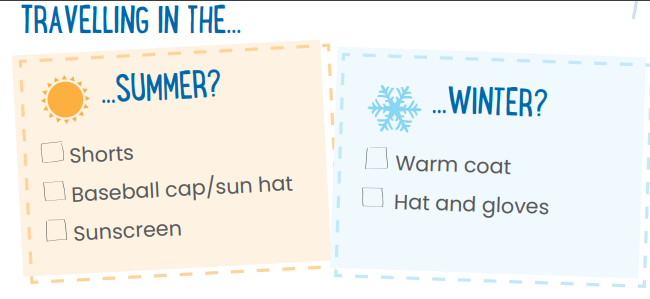 TRAVELLING IN THE...
...SUMMER?
Shorts
Baseball cap/sun hat
Sunscreen
...WINTER?
Warm coat
Hat and gloves